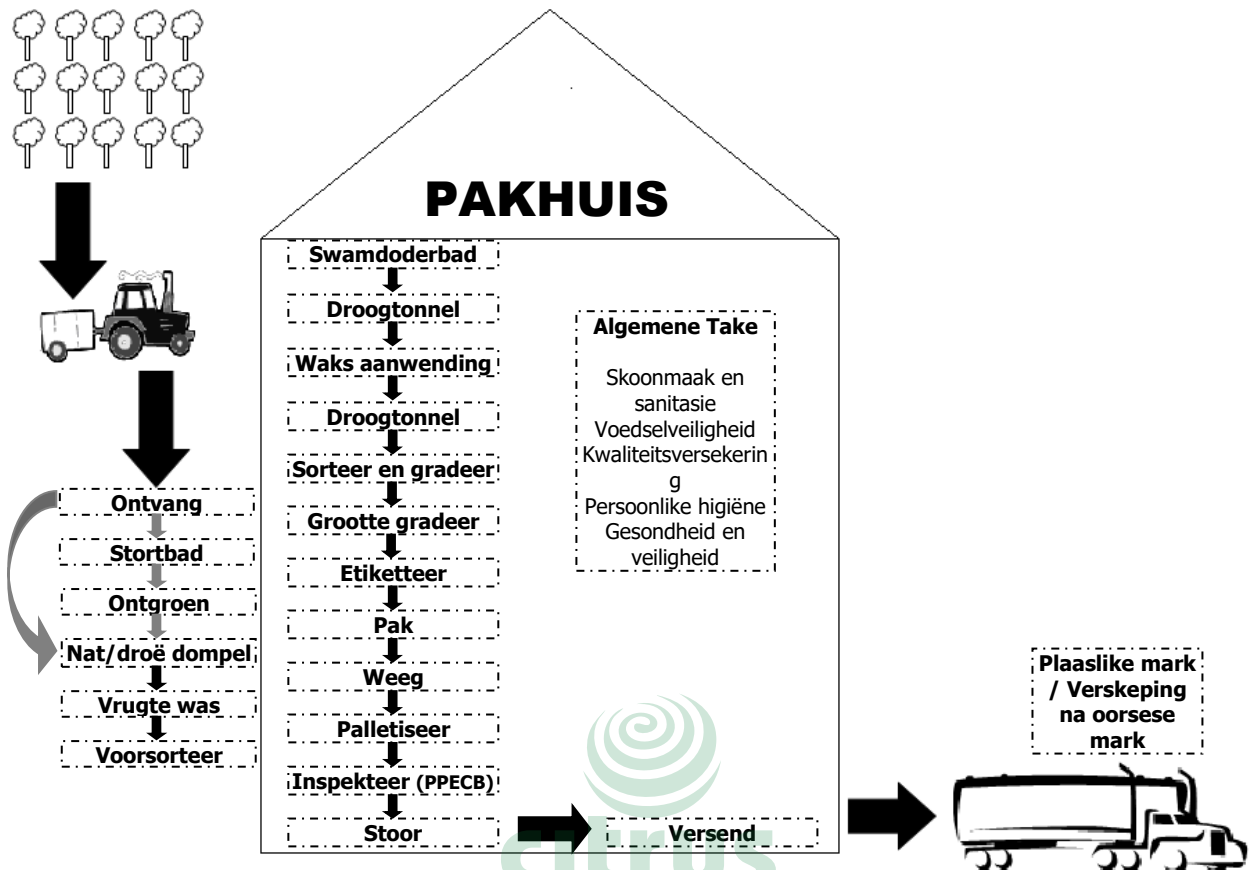 PAKHUIS
Ontvang
Stortbad
Ontgroen
Nat/droë dompel
Vrugte was
Voorsorteer
Swamdoderbad
Droogtonnel
Waks aanwending
Droogtonnel
Sorteer en gradeer
Grootte gradeer
Etiketteer
Pak
Weeg
Palletiseer
Inspekteer (PPECB)
Stoor
Algemene Take
Skoonmaak en
sanitasie
Voedselveiligheid
Kwaliteitsversekerin
g
Persoonlike higiëne
Gesondheid en
veiligheid
Versend
citrus
Plaaslike mark
/ Verskeping
na oorsese
mark